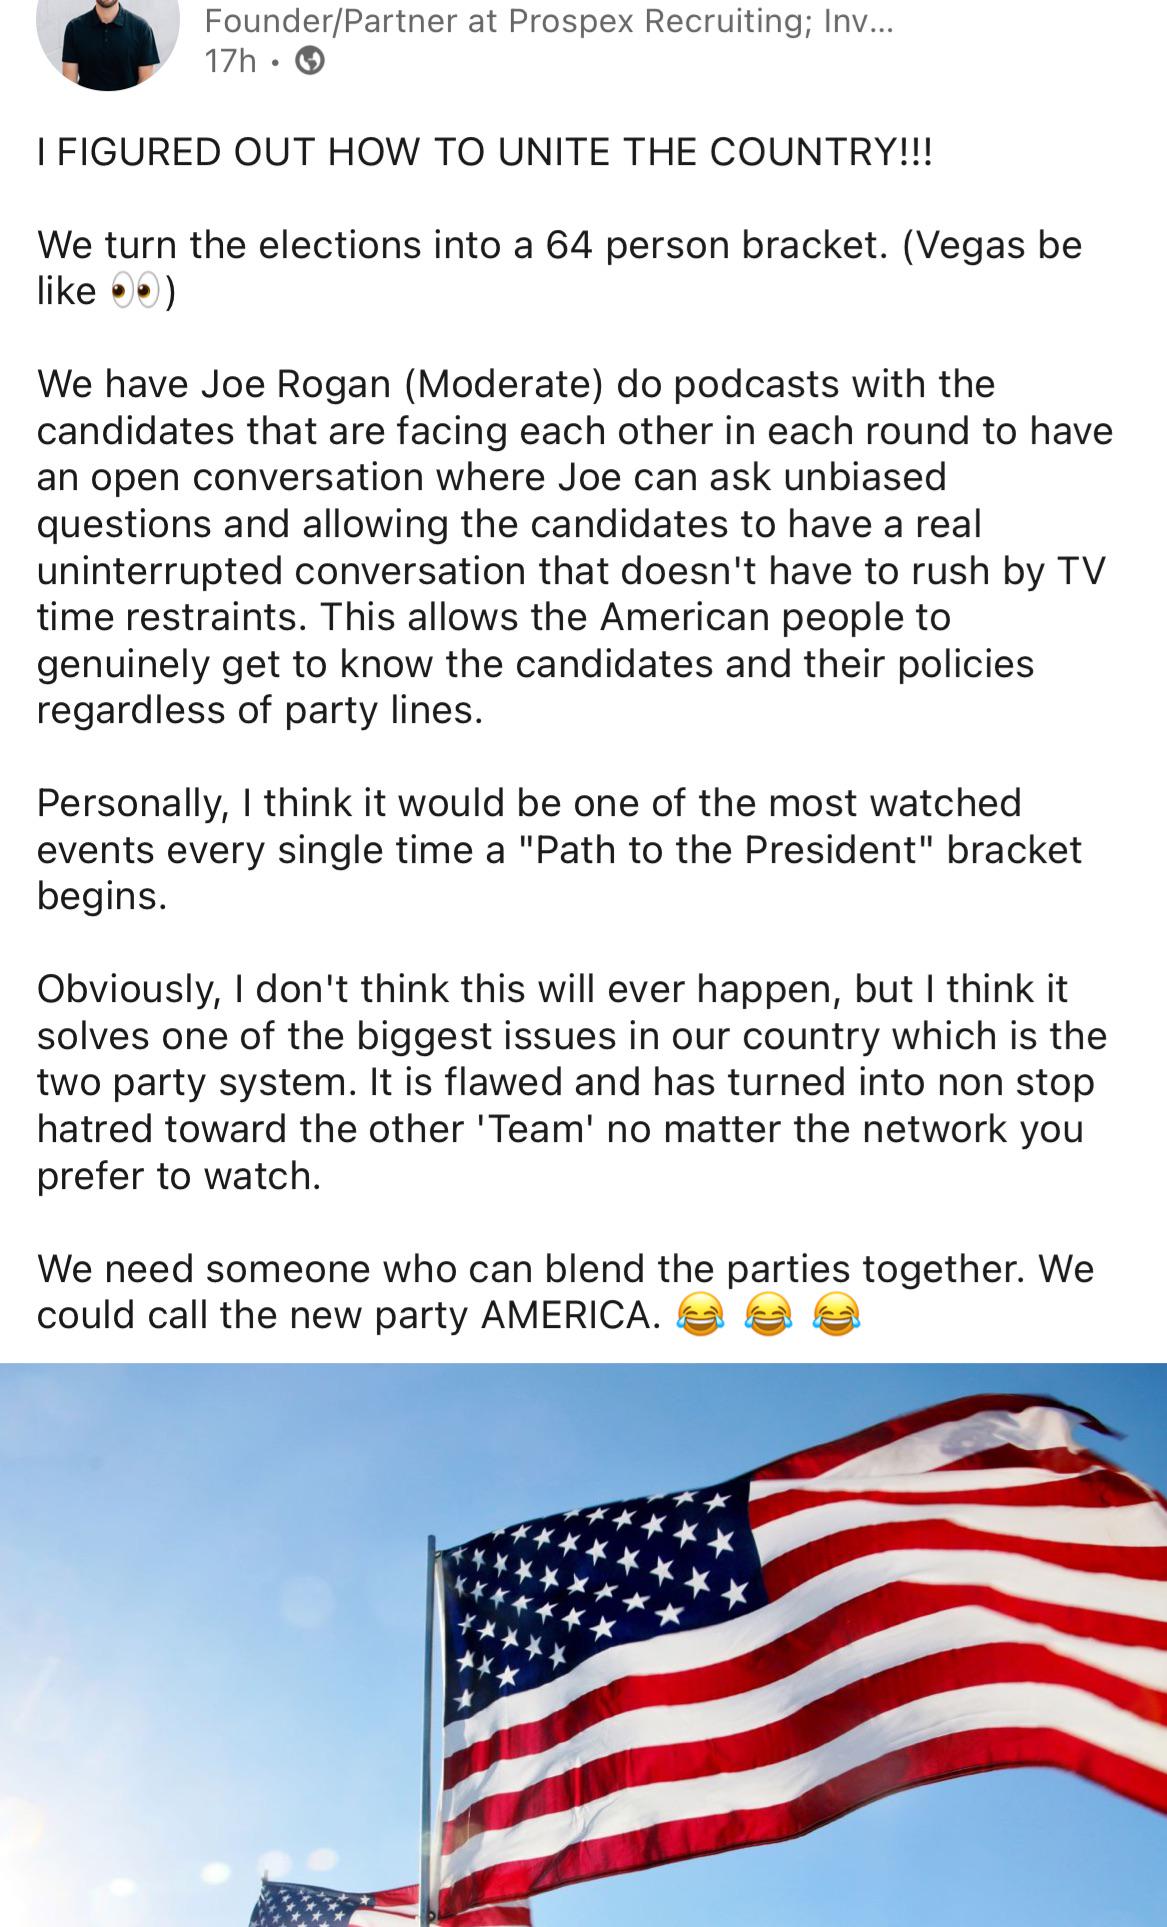 Founder/Partner at Prospex Recruiting; Inv...
17h •
I FIGURED OUT HOW TO UNITE THE COUNTRY!!!
We turn the elections into a 64 person bracket. (Vegas be
like 👀)
We have Joe Rogan (Moderate) do podcasts with the
candidates that are facing each other in each round to have
an open conversation where Joe can ask unbiased
questions and allowing the candidates to have a real
uninterrupted conversation that doesn't have to rush by TV
time restraints. This allows the American people to
genuinely get to know the candidates and their policies
regardless of party lines.
Personally, I think it would be one of the most watched
events every single time a "Path to the President" bracket
begins.
Obviously, I don't think this will ever happen, but I think it
solves one of the biggest issues in our country which is the
two party system. It is flawed and has turned into non stop
hatred toward the other 'Team' no matter the network you
prefer to watch.
We need someone who can blend the parties together. We
could call the new party AMERICA. 😂 😂 😂